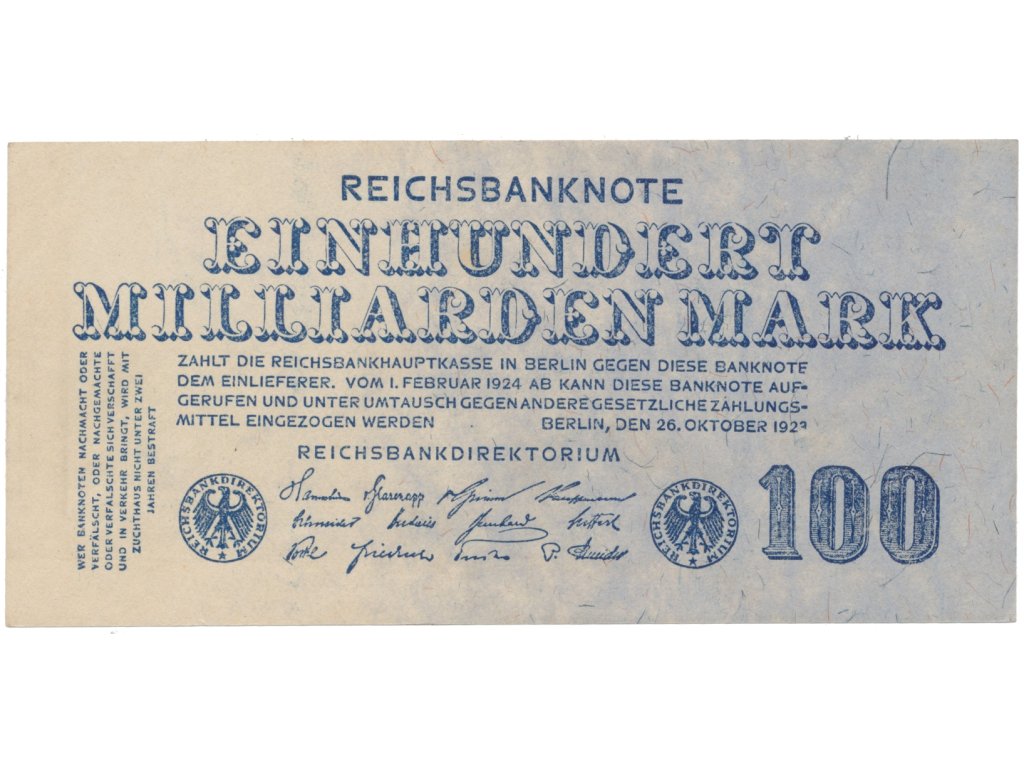 REICHSBANKNOTE
EINHUNDERT
MILLIARDEN MARK
ZAHLT DIE REICHSBANKHAUPTKASSE IN BERLIN GEGEN DIESE BANKNOTE
DEM EINLIEFERER. VOM 1. FEBRUAR 1924 AB KANN DIESE BANKNOTE AUF-
GERUFEN UND UNTER UMTAUSCH GEGEN ANDERE GESETZLICHE ZAHLUNGS-
MITTEL EINGEZOGEN WERDEN BERLIN, DEN 26. OKTOBER 1923
REICHSBANKDIREKTORIUM
WER BANKNOTEN NACHMACHT ODER
VERFÄLSCHT, ODER NACHGEMACHTE
ODER VERFÄLSCHTE SICH VERSCHAFFT
UND IN VERKEHR BRINGT, WIRD MIT
ZUCHTHAUS NICHT UNTER ZWEI
JAHREN BESTRAFT
REICHSBANKDIREKTORIUM
Friedrich
P. Schneider
REICHSBANKDIREKTORIUM
100